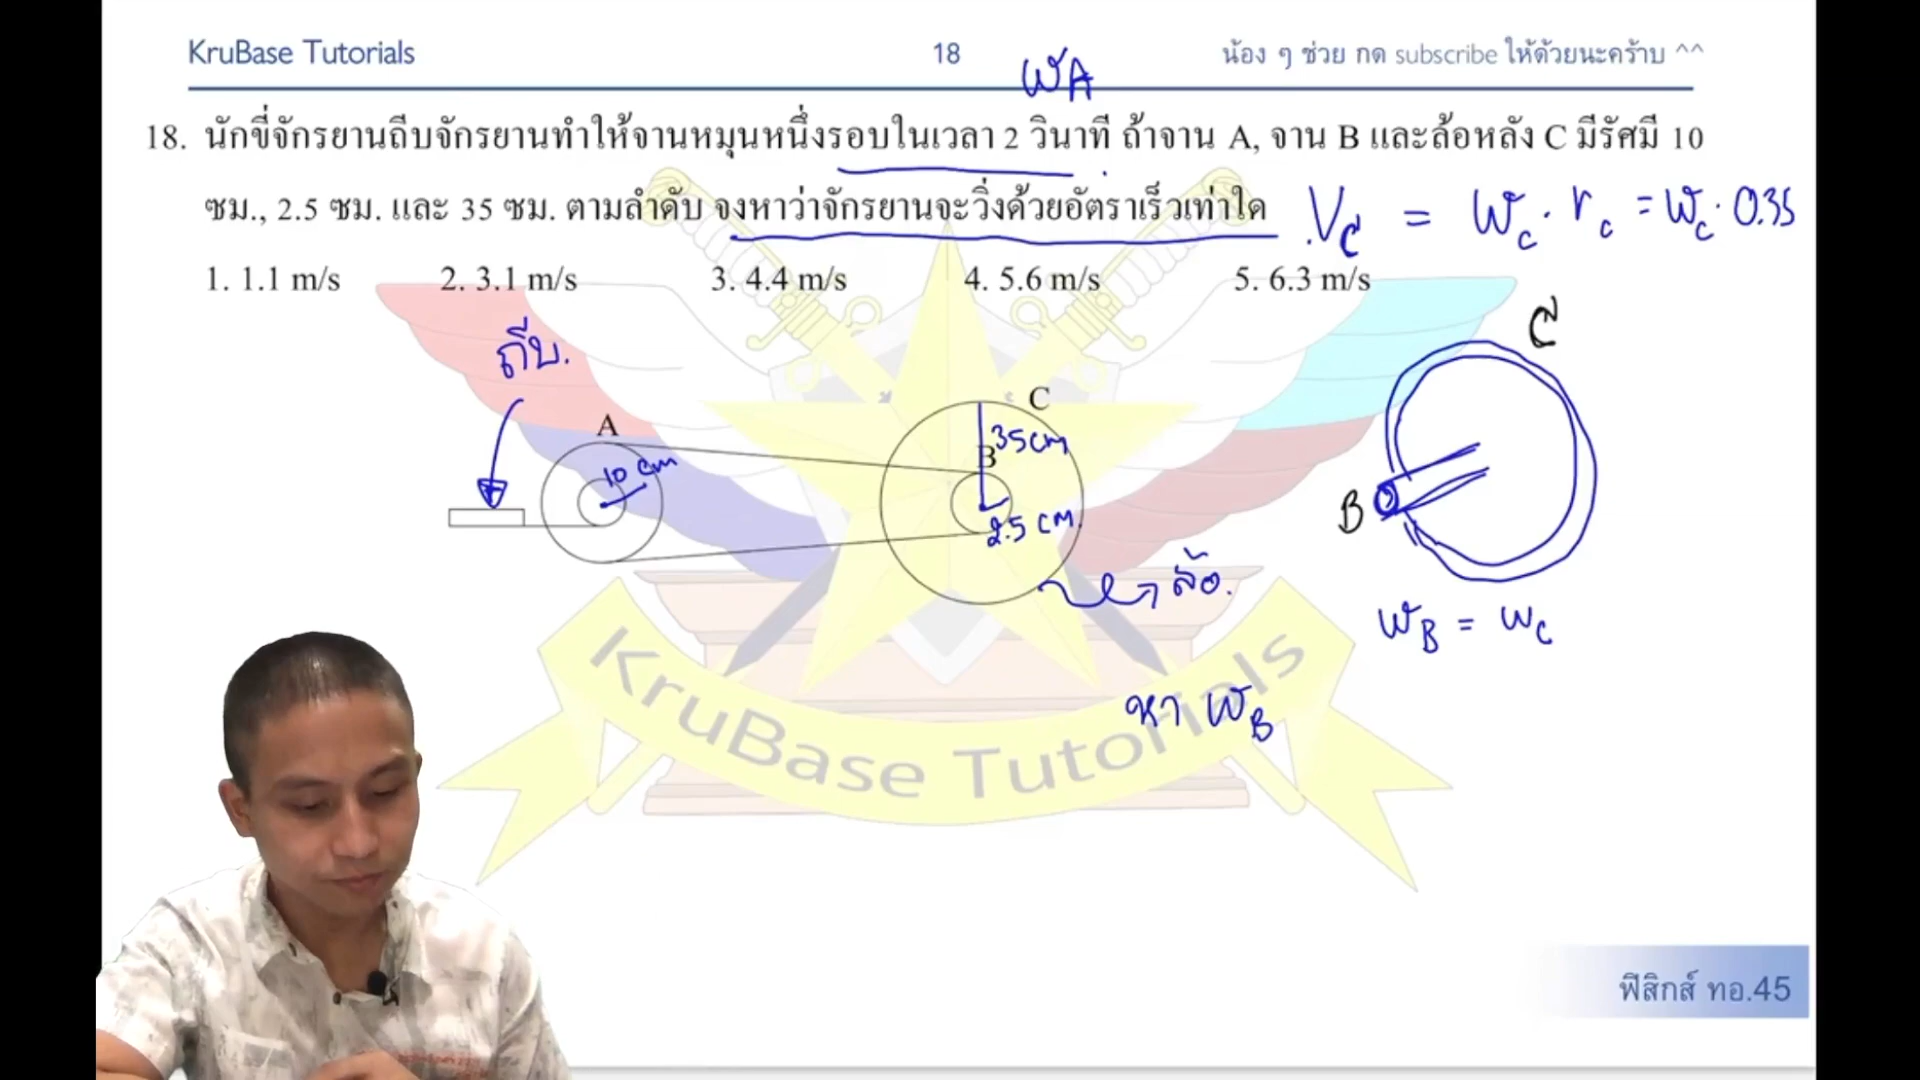 KruBase Tutorials 18 น้อง ๆ ช่วย กด subscribe ให้ด้วยนะคร้าบ ^^
ωA
18. นักขี่จักรยานถีบจักรยานทำให้จานหมุนหนึ่งรอบในเวลา 2 วินาที ถ้าจาน A, จาน B และล้อหลัง C มีรัศมี 10
ซม., 2.5 ซม. และ 35 ซม. ตามลำดับ จงหาว่าจักรยานจะวิ่งด้วยอัตราเร็วเท่าใด
VC = ωC · rC = ωC · 0.35
1. 1.1 m/s 2. 3.1 m/s 3. 4.4 m/s 4. 5.6 m/s 5. 6.3 m/s
ถีบ.
C
A
C
10 cm
35 cm
B
2.5 cm
B
ล้อ.
ωB = ωC
หา ωB
KruBase Tutorials
ฟิสิกส์ ทอ.45